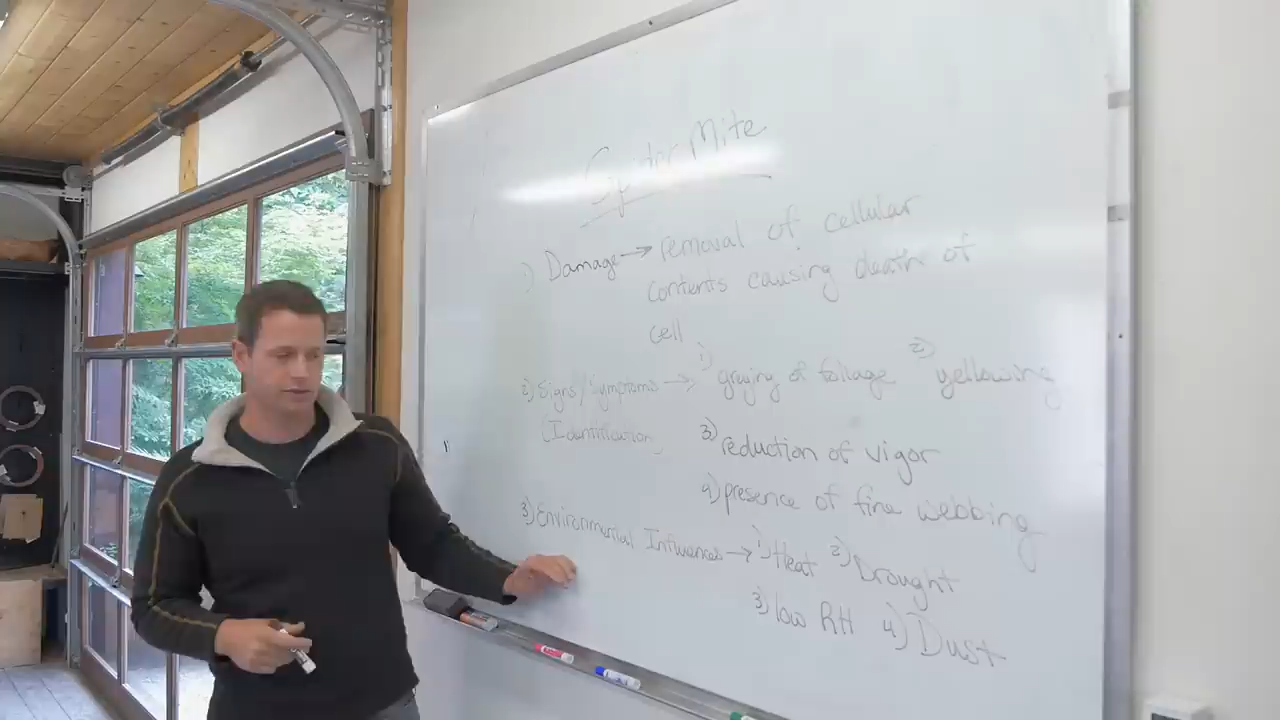 Spider Mite
1) Damage → removal of cellular
contents causing death of
cell
2) Signs/Symptoms → 1) graying of foliage 2) yellowing
(Identification)
3) reduction of vigor
4) presence of fine webbing
3) Environmental Influences → 1) Heat 2) Drought
3) low RH 4) Dust